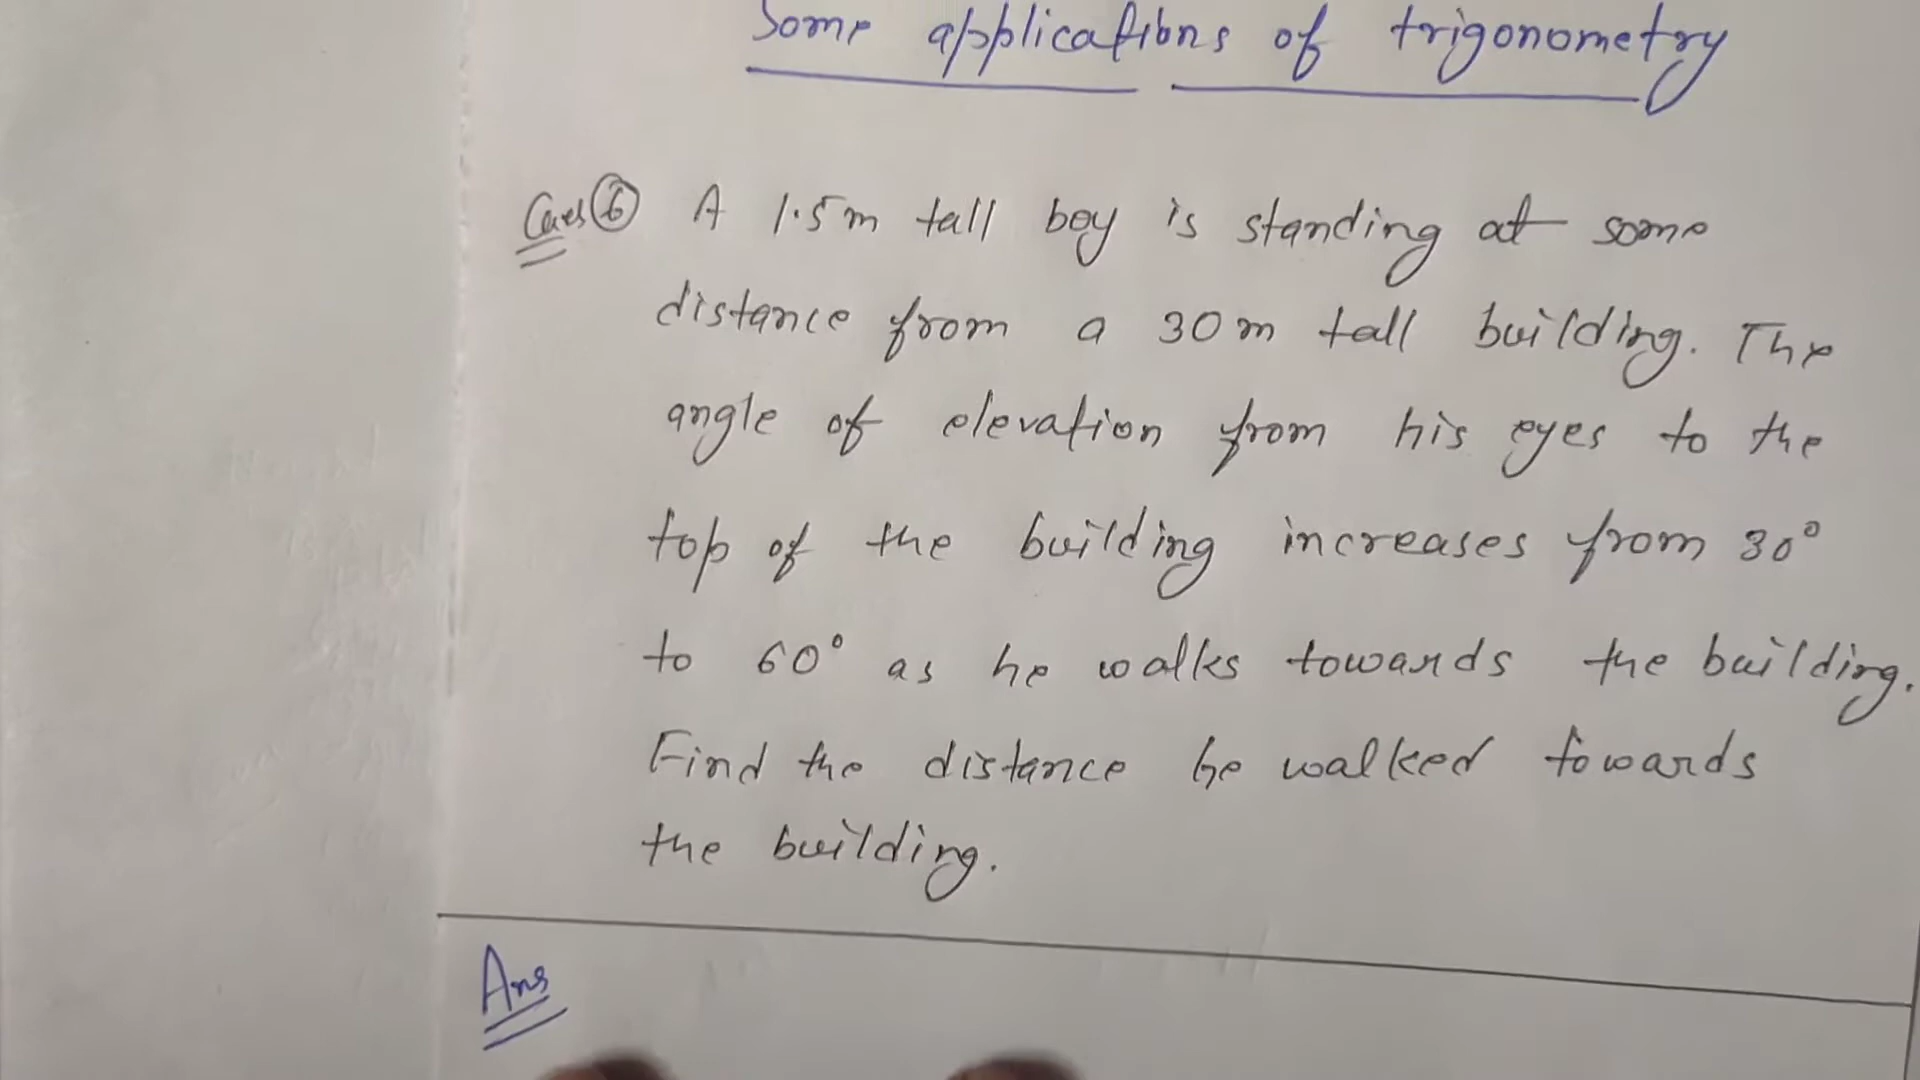 Some applications of trigonometry
Ques 6 A 1.5m tall boy is standing at some
distance from a 30m tall building. The
angle of elevation from his eyes to the
top of the building increases from 30°
to 60° as he walks towards the building.
Find the distance he walked towards
the building.
Ans